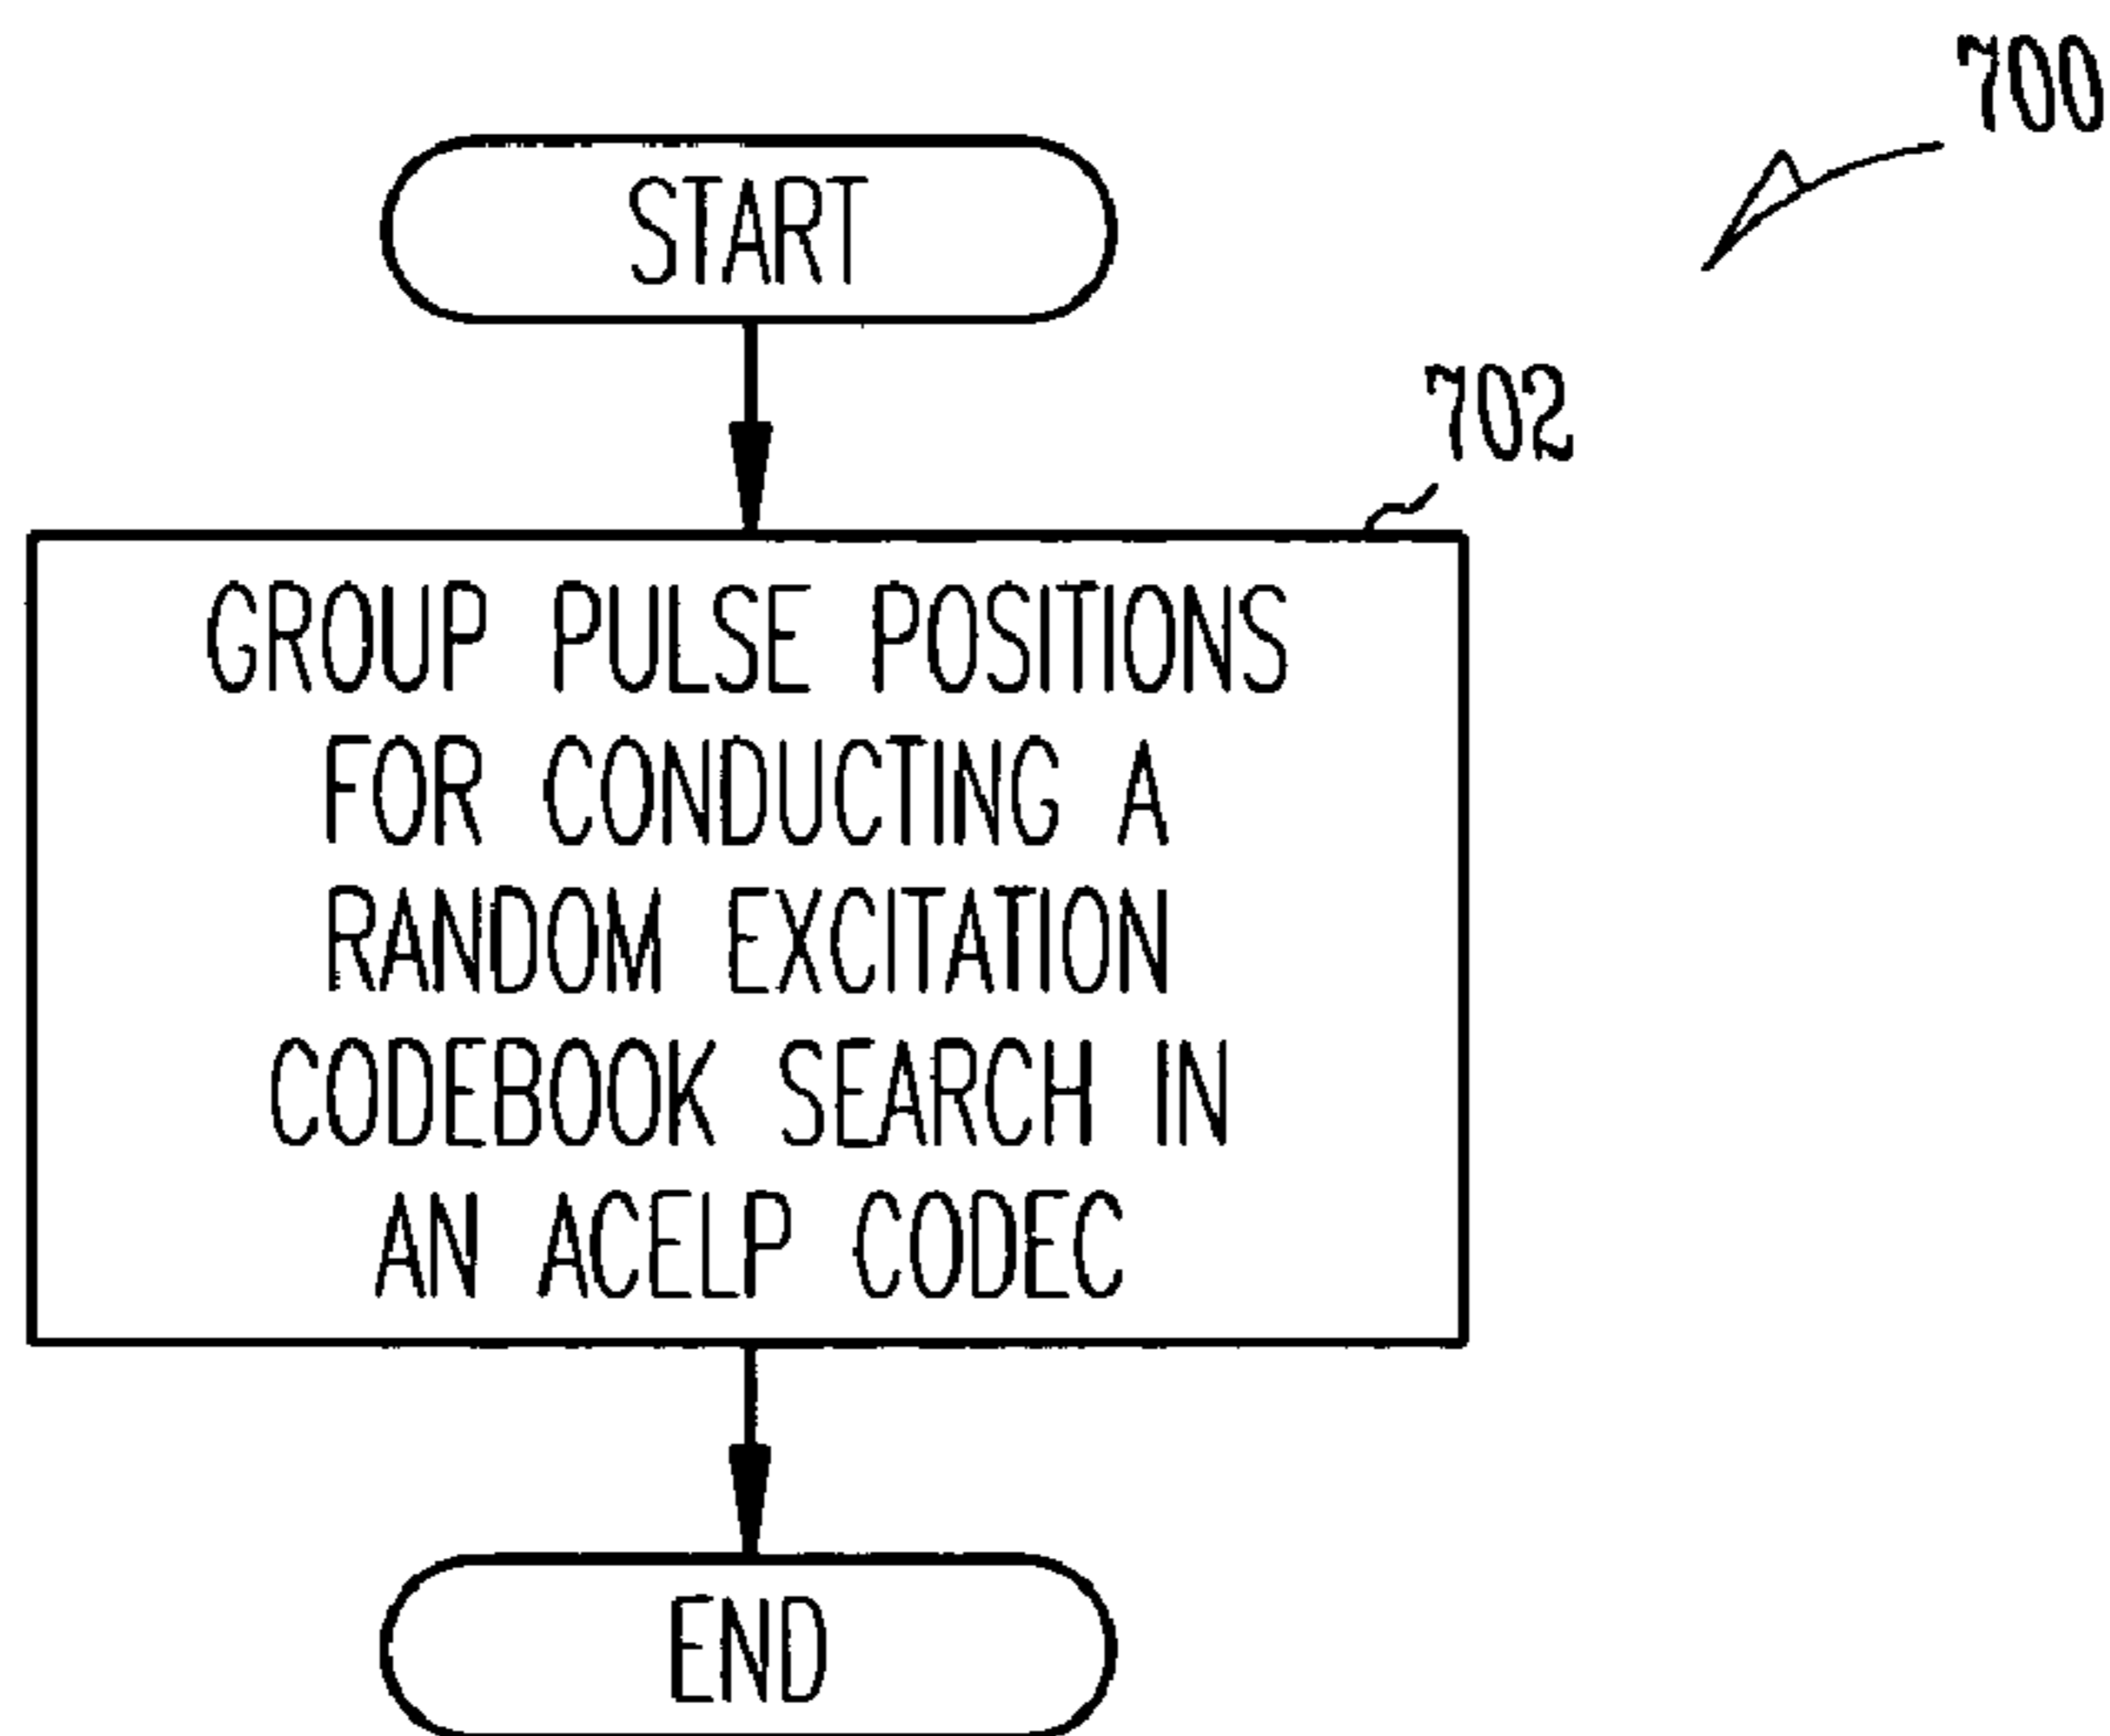 700
START
702
GROUP PULSE POSITIONS
FOR CONDUCTING A
RANDOM EXCITATION
CODEBOOK SEARCH IN
AN ACELP CODEC
END